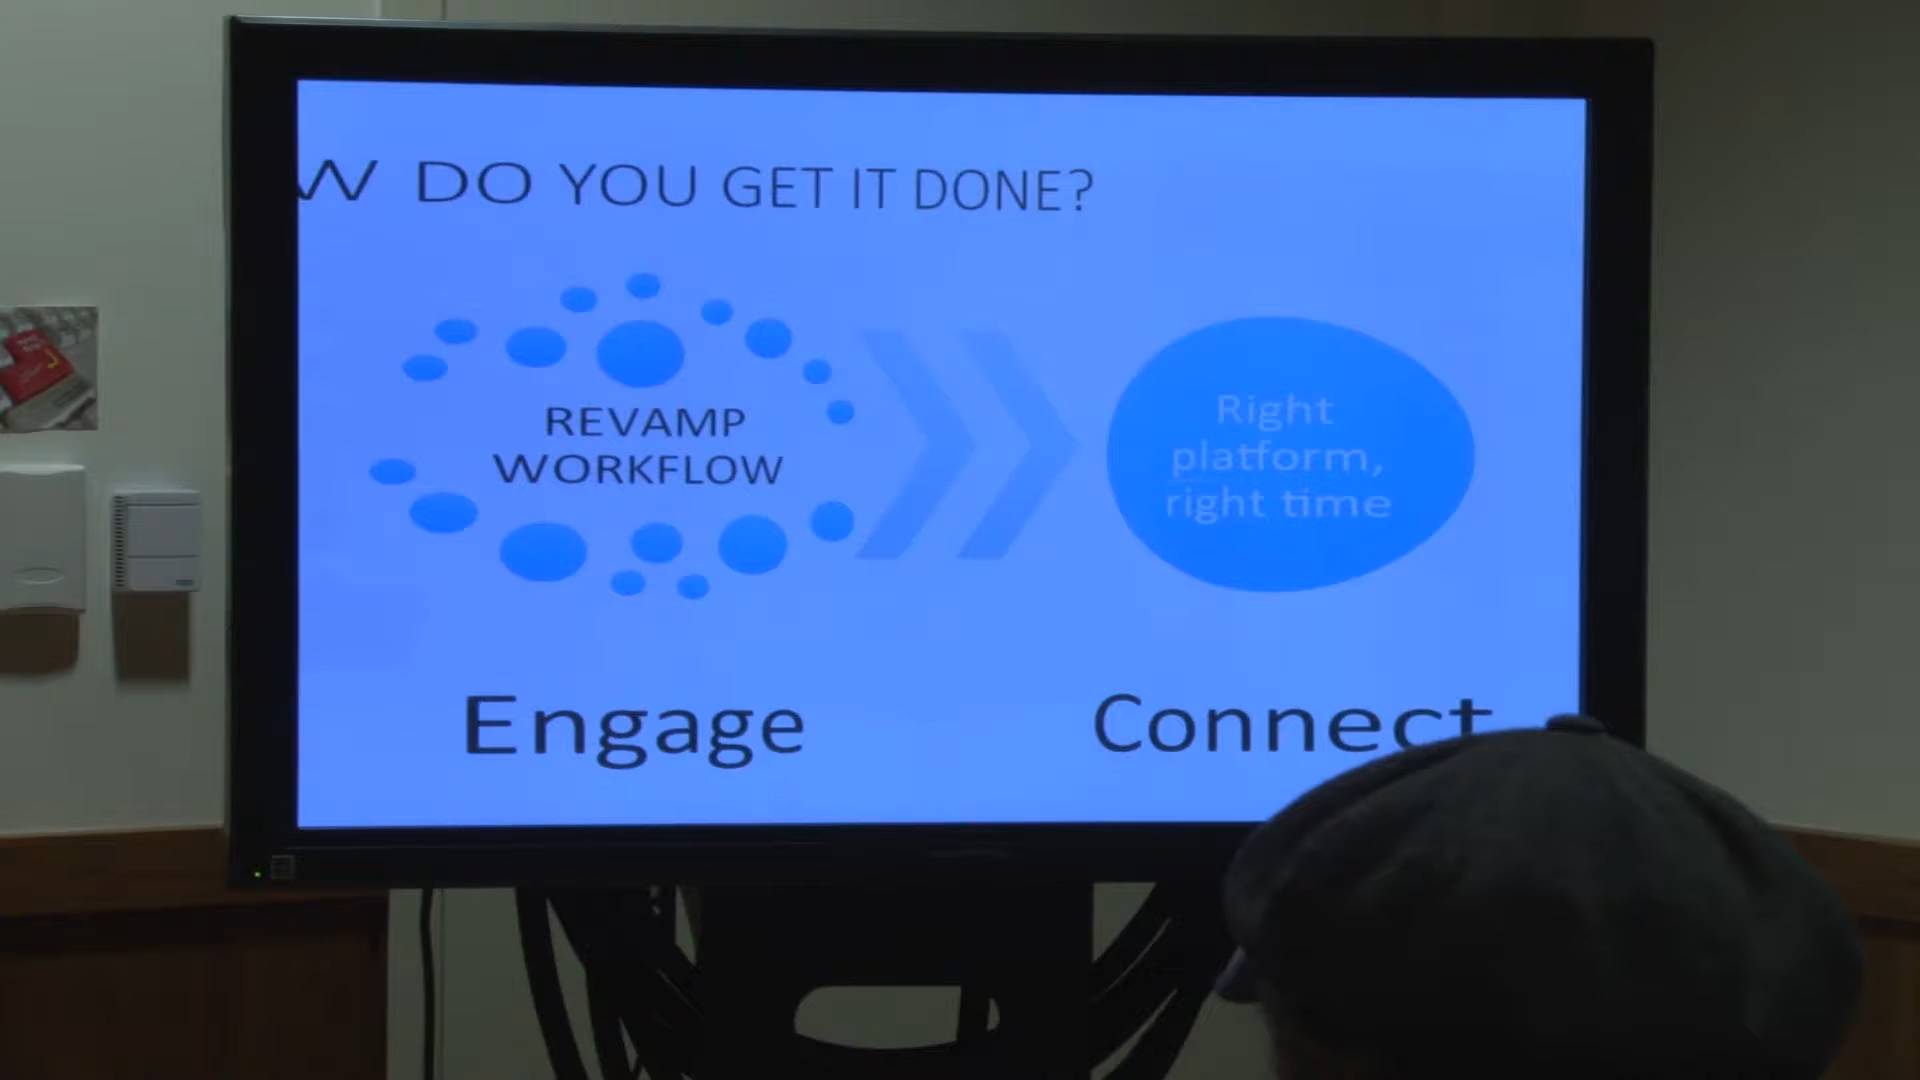 W DO YOU GET IT DONE?
REVAMP
WORKFLOW
Right
platform,
right time
Engage
Connect